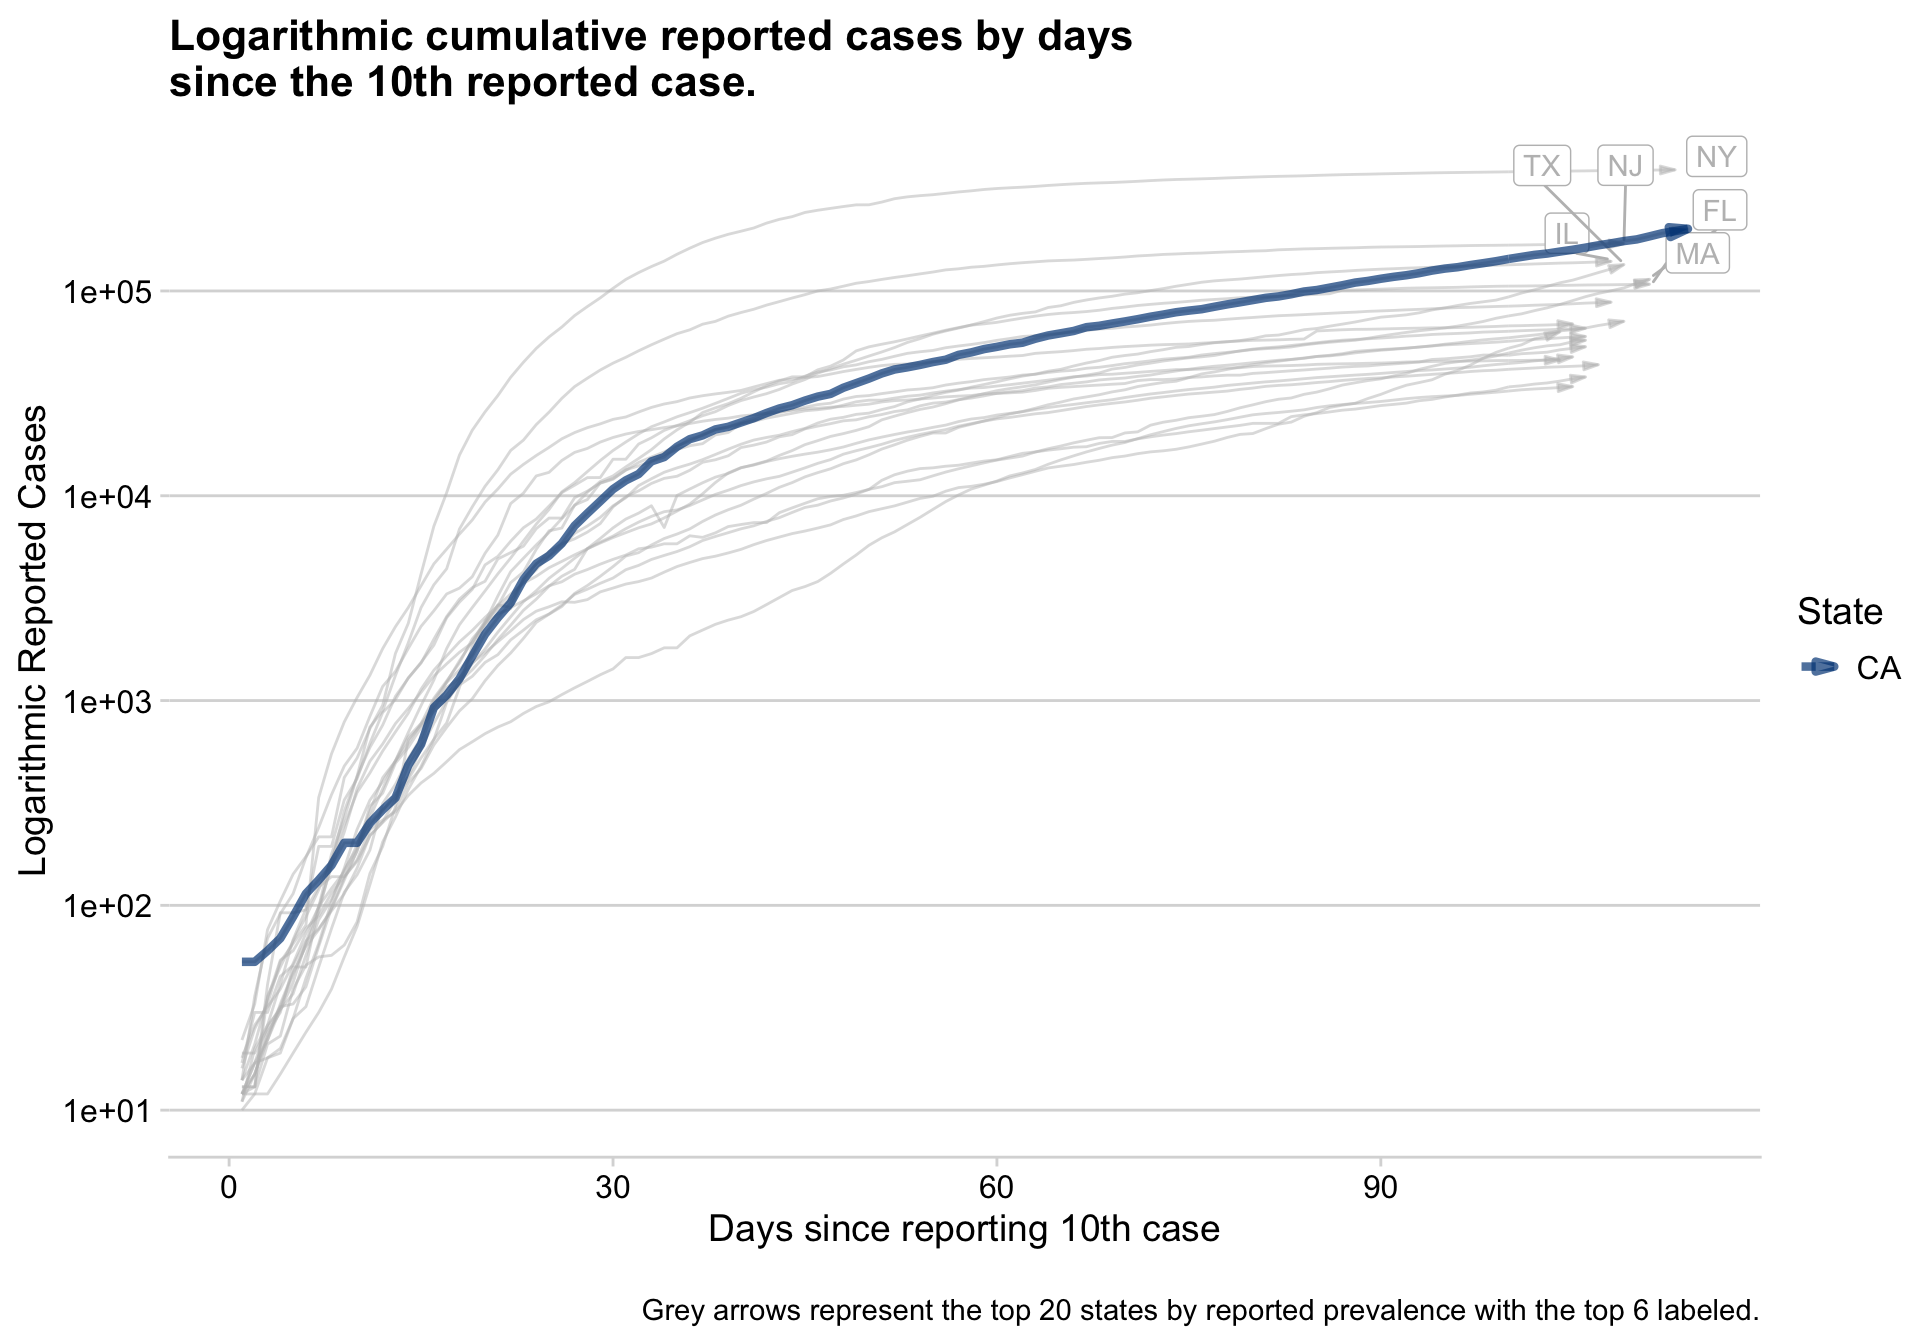 Logarithmic cumulative reported cases by days
since the 10th reported case.
TX
NJ
NY
FL
IL
MA
1e+05
1e+04
1e+03
1e+02
1e+01
Logarithmic Reported Cases
State
CA
0
30
60
90
Days since reporting 10th case
Grey arrows represent the top 20 states by reported prevalence with the top 6 labeled.